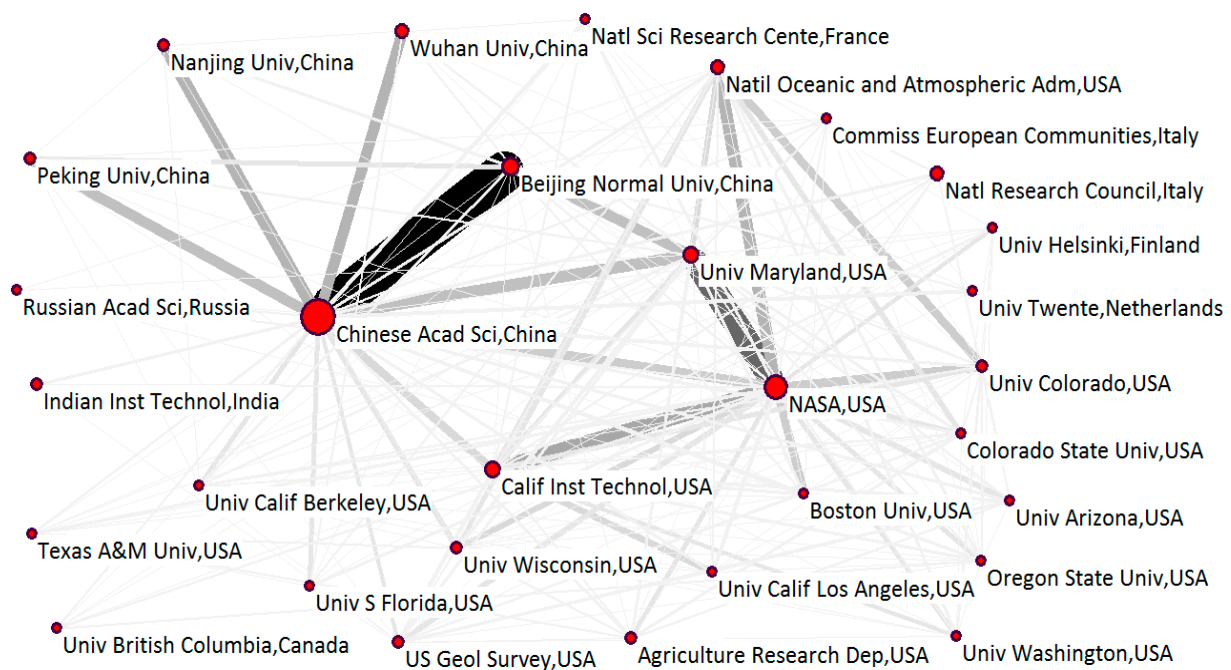 Natl Sci Research Cente,France
Wuhan Univ,China
Nanjing Univ,China
Natil Oceanic and Atmospheric Adm,USA
Commiss European Communities,Italy
Peking Univ,China
Beijing Normal Univ,China
Natl Research Council,Italy
Univ Helsinki,Finland
Univ Maryland,USA
Russian Acad Sci,Russia
Univ Twente,Netherlands
Chinese Acad Sci,China
Univ Colorado,USA
Indian Inst Technol,India
NASA,USA
Colorado State Univ,USA
Calif Inst Technol,USA
Univ Calif Berkeley,USA
Boston Univ,USA
Univ Arizona,USA
Texas A&M Univ,USA
Univ Wisconsin,USA
Oregon State Univ,USA
Univ Calif Los Angeles,USA
Univ S Florida,USA
Univ British Columbia,Canada
US Geol Survey,USA
Agriculture Research Dep,USA
Univ Washington,USA